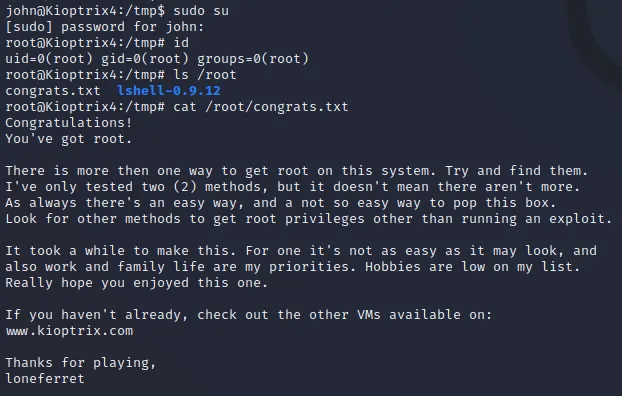 john@Kioptrix4:/tmp$ sudo su
[sudo] password for john:
root@Kioptrix4:/tmp# id
uid=0(root) gid=0(root) groups=0(root)
root@Kioptrix4:/tmp# ls /root
congrats.txt  lshell-0.9.12
root@Kioptrix4:/tmp# cat /root/congrats.txt
Congratulations!
You've got root.

There is more then one way to get root on this system. Try and find them.
I've only tested two (2) methods, but it doesn't mean there aren't more.
As always there's an easy way, and a not so easy way to pop this box.
Look for other methods to get root privileges other than running an exploit.

It took a while to make this. For one it's not as easy as it may look, and
also work and family life are my priorities. Hobbies are low on my list.
Really hope you enjoyed this one.

If you haven't already, check out the other VMs available on:
www.kioptrix.com

Thanks for playing,
loneferret